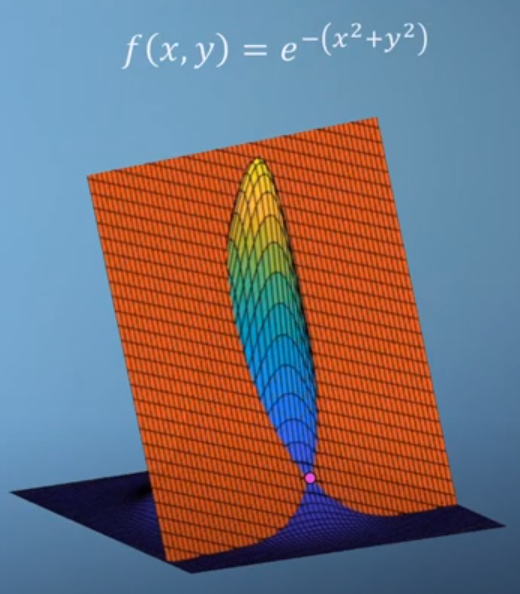 f(x, y) = e^{-(x^2+y^2)}